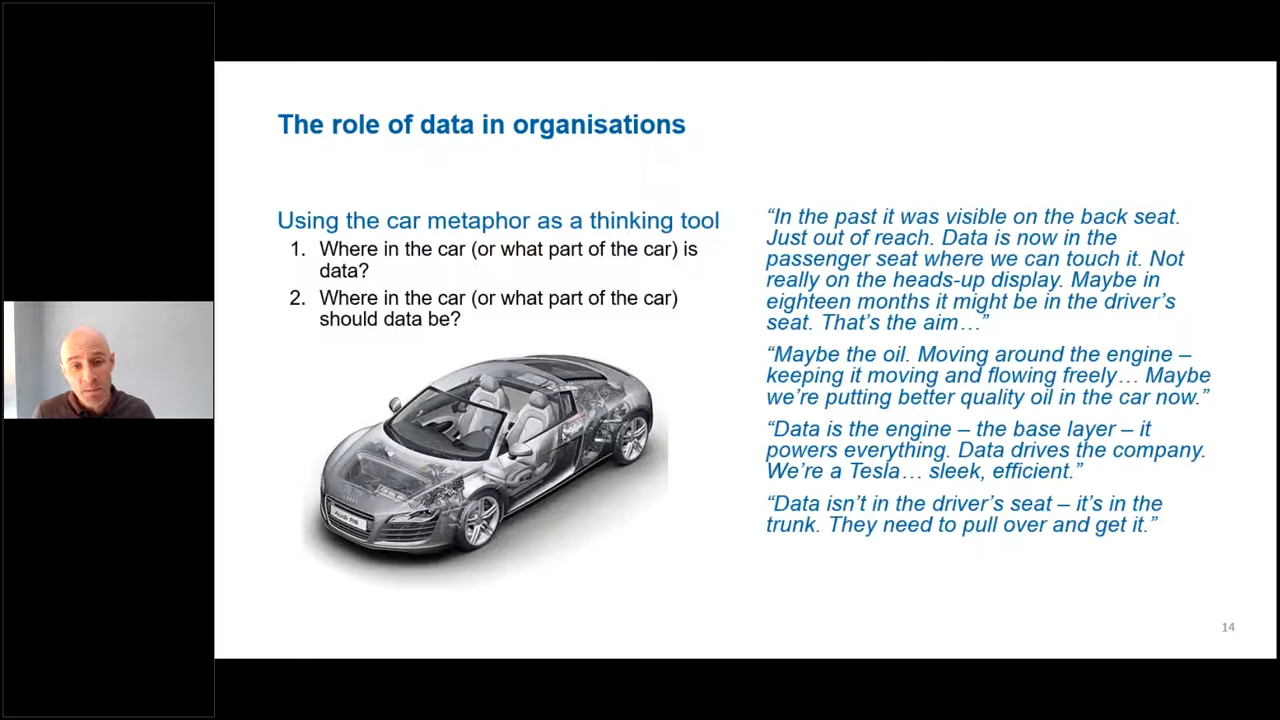 The role of data in organisations
Using the car metaphor as a thinking tool
1. Where in the car (or what part of the car) is
data?
2. Where in the car (or what part of the car)
should data be?
Audi R8
“In the past it was visible on the back seat.
Just out of reach. Data is now in the
passenger seat where we can touch it. Not
really on the heads-up display. Maybe in
eighteen months it might be in the driver’s
seat. That’s the aim…”
“Maybe the oil. Moving around the engine –
keeping it moving and flowing freely… Maybe
we’re putting better quality oil in the car now.”
“Data is the engine – the base layer – it
powers everything. Data drives the company.
We’re a Tesla… sleek, efficient.”
“Data isn’t in the driver’s seat – it’s in the
trunk. They need to pull over and get it.”
14